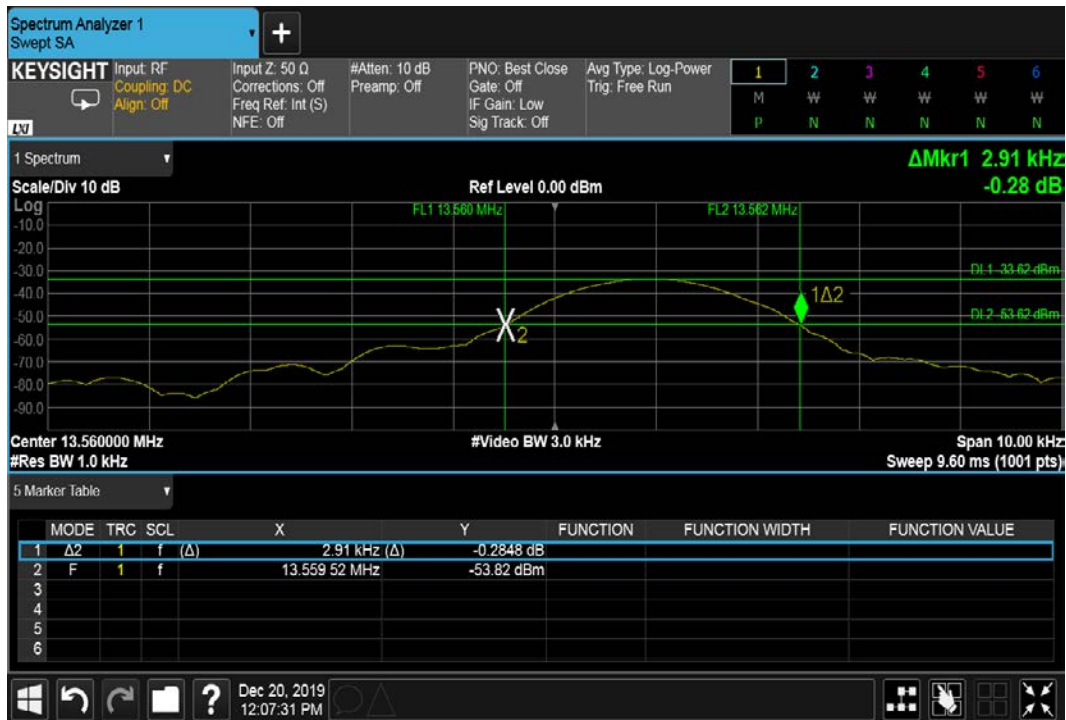 Spectrum Analyzer 1
Swept SA
+
KEYSIGHT
LXI
Input: RF
Coupling: DC
Align: Off
Input Z: 50 Ω
Corrections: Off
Freq Ref: Int (S)
NFE: Off
#Atten: 10 dB
Preamp: Off
PNO: Best Close
Gate: Off
IF Gain: Low
Sig Track: Off
Avg Type: Log-Power
Trig: Free Run
1 2 3 4 5 6
M W W W W W
P N N N N N
1 Spectrum
ΔMkr1 2.91 kHz
-0.28 dB
Scale/Div 10 dB
Ref Level 0.00 dBm
Log
FL1 13.560 MHz
FL2 13.562 MHz
-10.0
-20.0
-30.0
DL1 -33.62 dBm
-40.0
1Δ2
-50.0
DL2 -53.62 dBm
X2
-60.0
-70.0
-80.0
-90.0
Center 13.560000 MHz
#Video BW 3.0 kHz
Span 10.00 kHz
#Res BW 1.0 kHz
Sweep 9.60 ms (1001 pts)
5 Marker Table
MODE TRC SCL X Y FUNCTION FUNCTION WIDTH FUNCTION VALUE
1 Δ2 1 f (Δ) 2.91 kHz (Δ) -0.2848 dB
2 F 1 f 13.559 52 MHz -53.82 dBm
3
4
5
6
?
Dec 20, 2019
12:07:31 PM